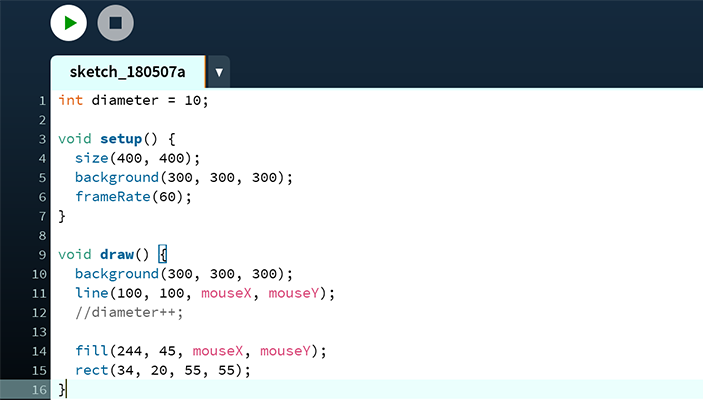 sketch_180507a ▼
1 int diameter = 10;
2
3 void setup() {
4 size(400, 400);
5 background(300, 300, 300);
6 frameRate(60);
7 }
8
9 void draw() {
10 background(300, 300, 300);
11 line(100, 100, mouseX, mouseY);
12 //diameter++;
13
14 fill(244, 45, mouseX, mouseY);
15 rect(34, 20, 55, 55);
16 }